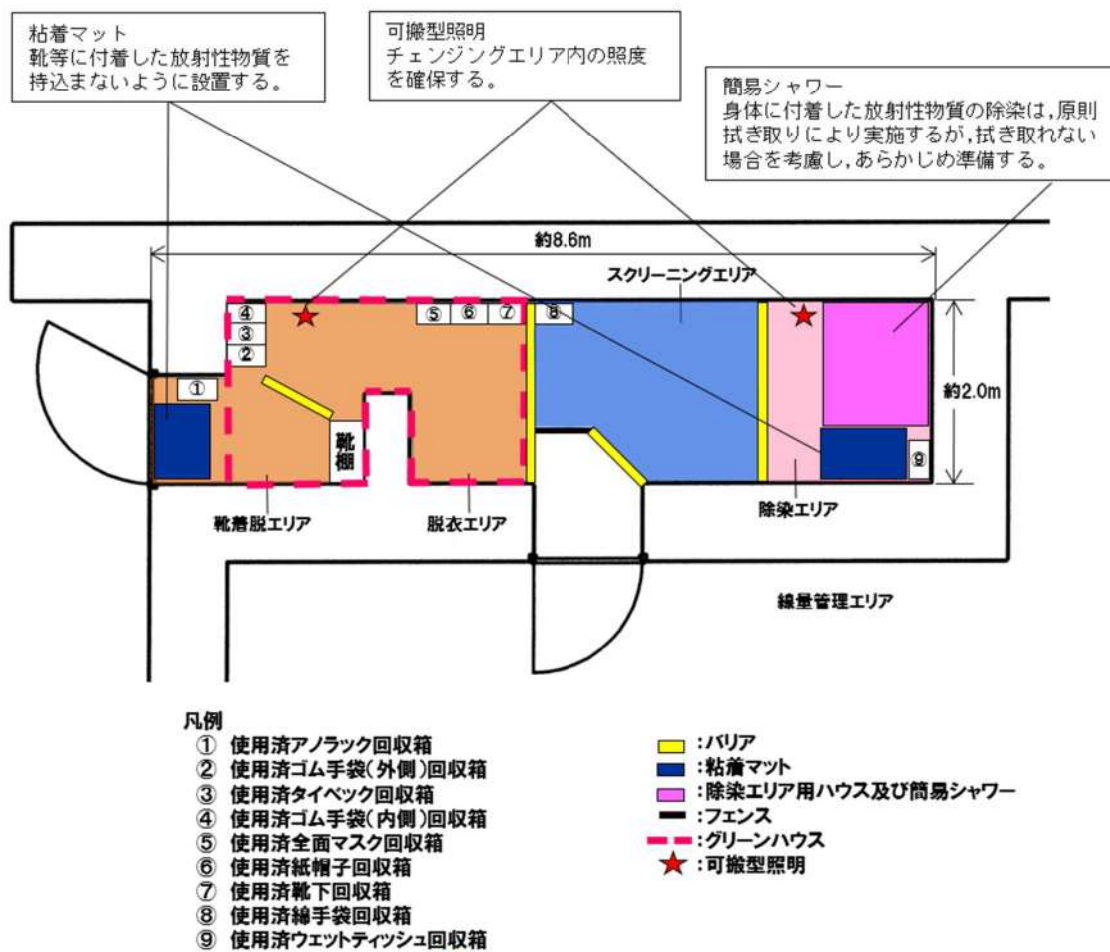 粘着マット
靴等に付着した放射性物質を
持込まないように設置する。
可搬型照明
チェンジングエリア内の照度
を確保する。
簡易シャワー
身体に付着した放射性物質の除染は,原則
拭き取りにより実施するが,拭き取れない
場合を考慮し,あらかじめ準備する。
約8.6m
スクリーニングエリア
④
③
②
①
⑤
⑥
⑦
⑧
⑨
約2.0m
靴棚
靴着脱エリア
脱衣エリア
除染エリア
線量管理エリア
凡例
① 使用済アノラック回収箱
② 使用済ゴム手袋(外側)回収箱
③ 使用済タイベック回収箱
④ 使用済ゴム手袋(内側)回収箱
⑤ 使用済全面マスク回収箱
⑥ 使用済紙帽子回収箱
⑦ 使用済靴下回収箱
⑧ 使用済綿手袋回収箱
⑨ 使用済ウェットティッシュ回収箱
:バリア
:粘着マット
:除染エリア用ハウス及び簡易シャワー
:フェンス
:グリーンハウス
:可搬型照明